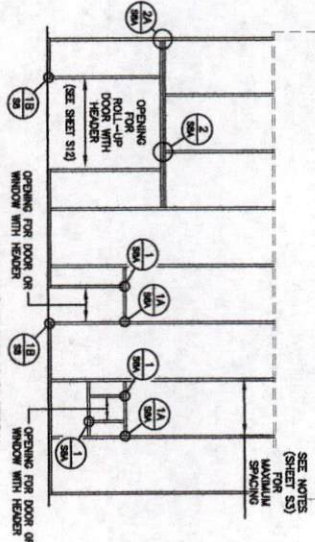 SEE NOTES
(SHEET S3)
FOR
MAXIMUM
SPACING
2A
2
OPENING
FOR
ROLL-UP
DOOR WITH
HEADER
(SEE SHEET S12)
1
1A
1
1A
1
1B
1B
OPENING FOR DOOR OR
WINDOW WITH HEADER
OPENING FOR DOOR OR
WINDOW WITH HEADER